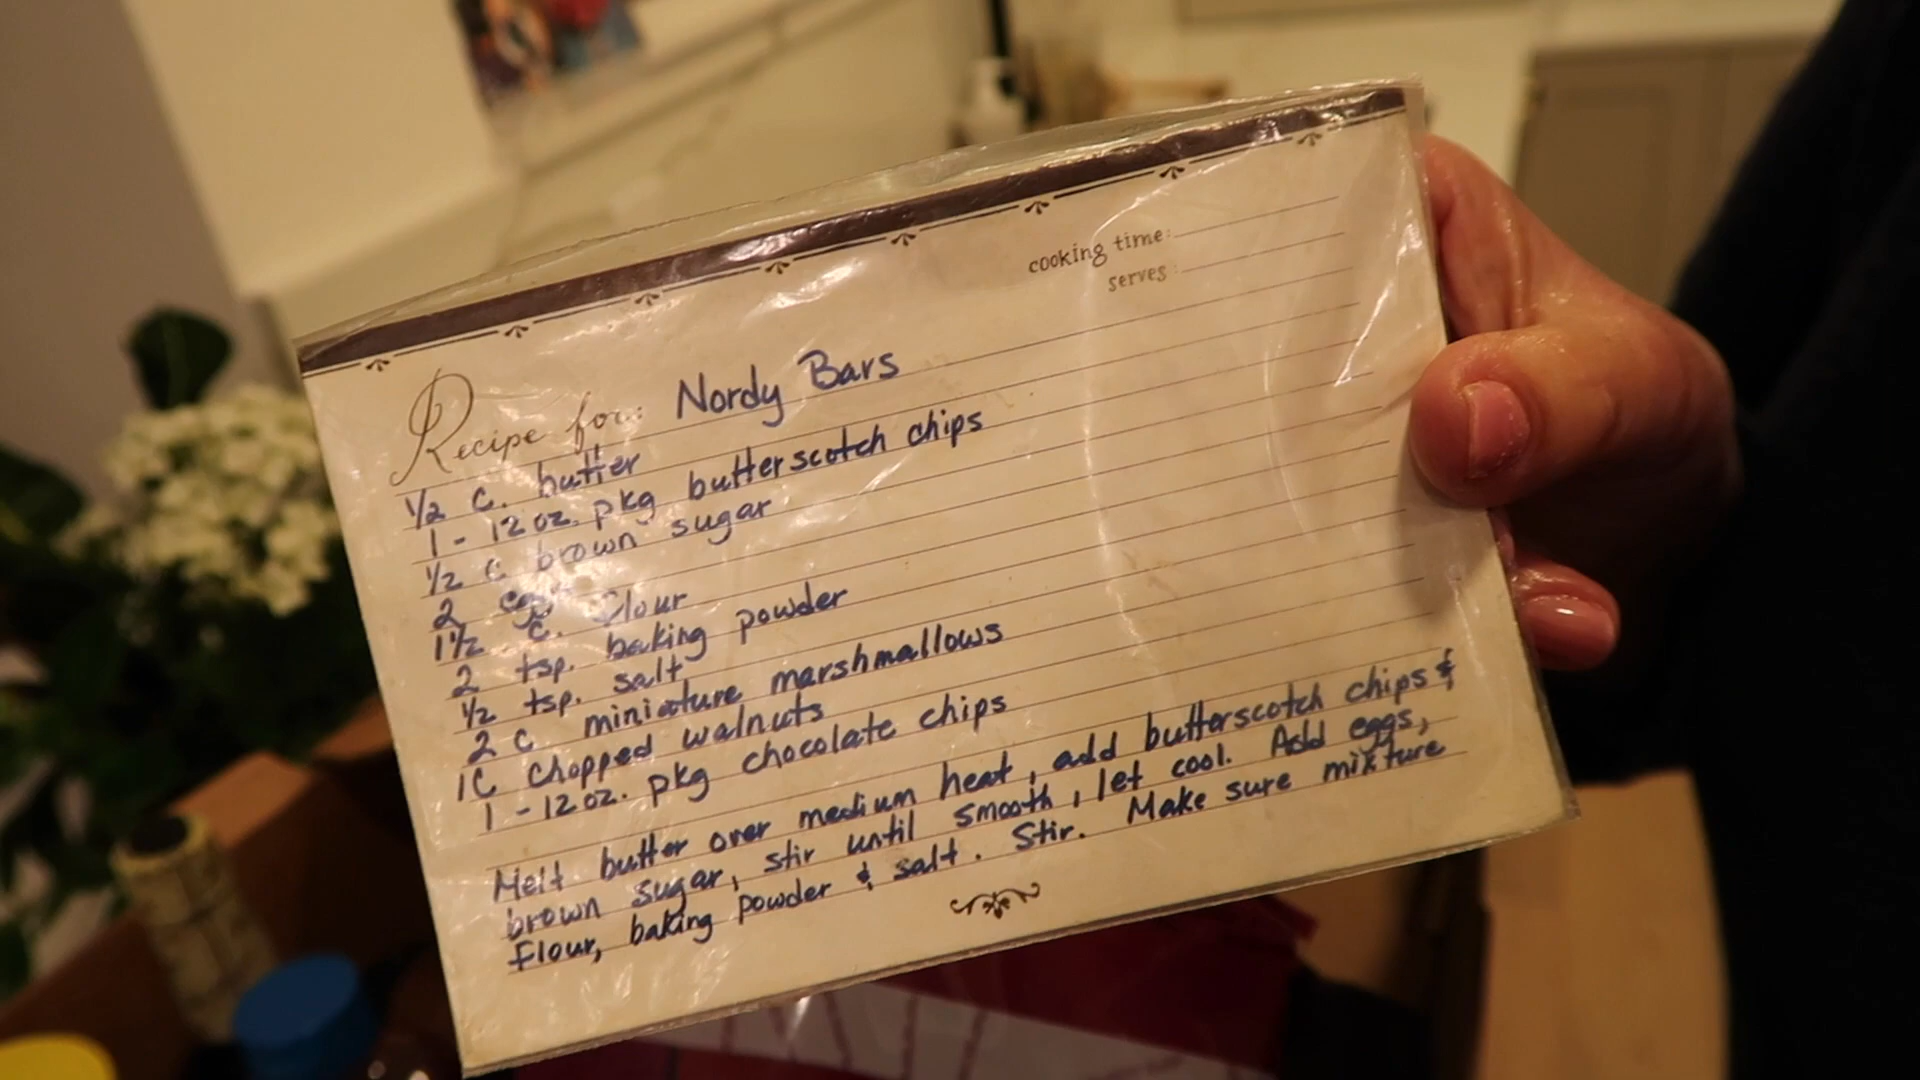 cooking time:
serves:
Recipe for: Nordy Bars
1/2 c. butter
1 - 12 oz. pkg butterscotch chips
1/2 c brown sugar
2 eggs
1 1/2 c. flour
2 tsp. baking powder
1/2 tsp. salt
2 c. miniature marshmallows
1C Chopped walnuts
1 - 12 oz. pkg chocolate chips
Melt butter over medium heat, add butterscotch chips &
brown sugar, stir until smooth, let cool. Add eggs,
Flour, baking powder & salt. Stir. Make sure mixture